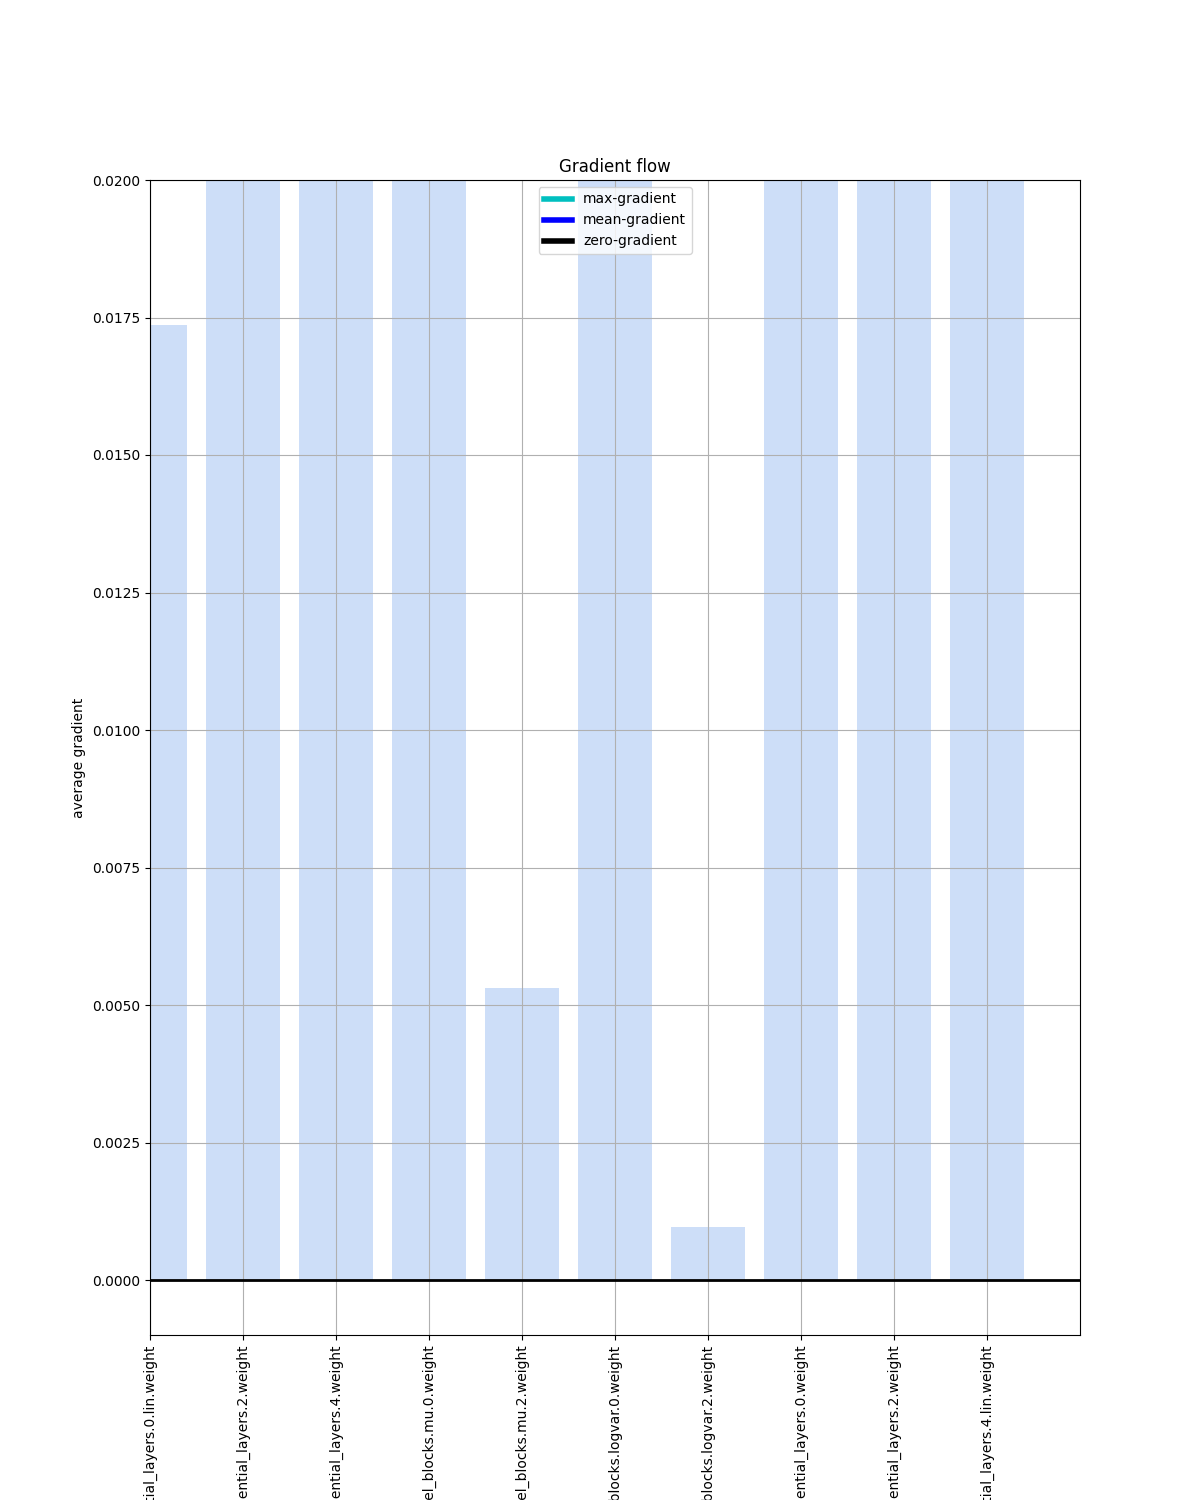 Gradient flow
max-gradient
mean-gradient
zero-gradient
0.0200
0.0175
0.0150
0.0125
0.0100
0.0075
0.0050
0.0025
0.0000
average gradient
tial_layers.0.lin.weight
ential_layers.2.weight
ential_layers.4.weight
el_blocks.mu.0.weight
el_blocks.mu.2.weight
blocks.logvar.0.weight
blocks.logvar.2.weight
ential_layers.0.weight
ential_layers.2.weight
tial_layers.4.lin.weight